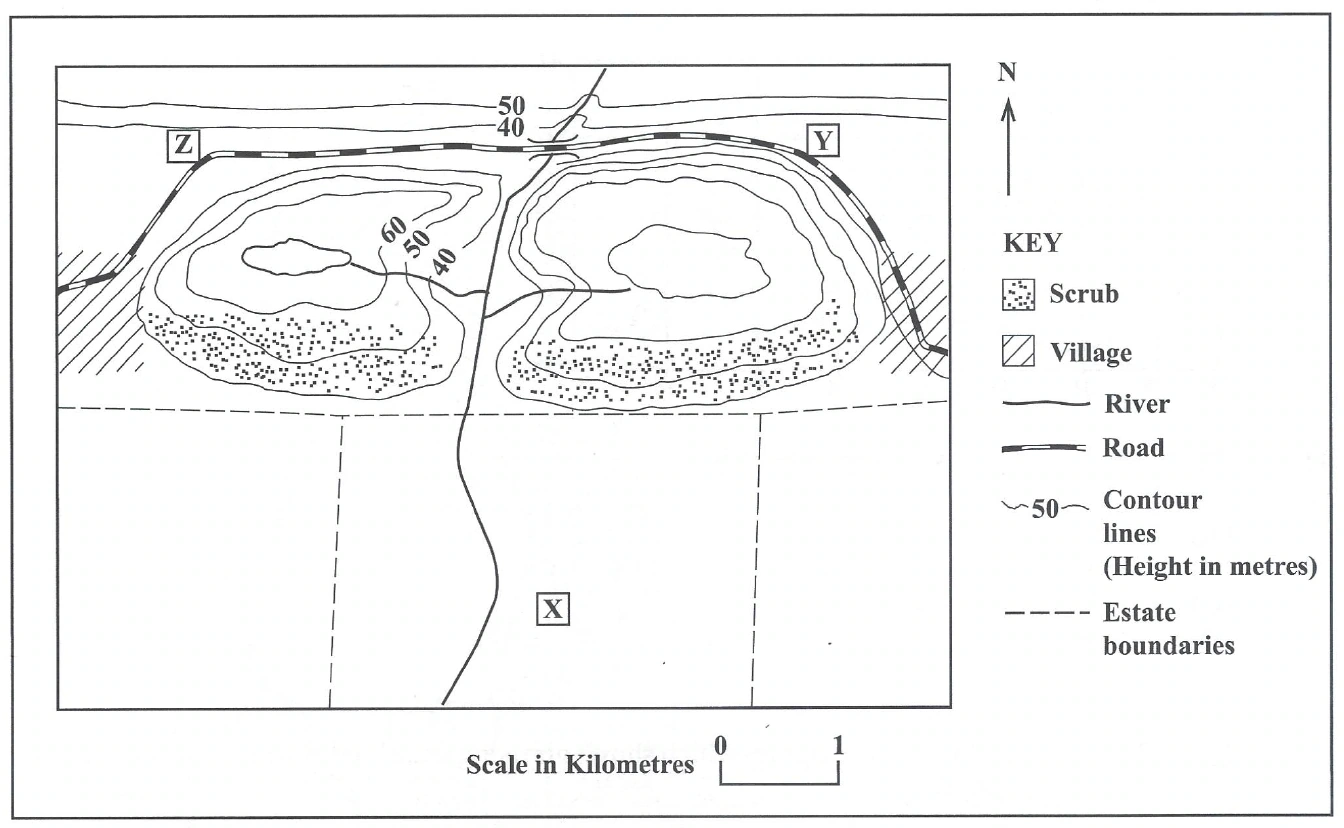 N
50
40
Z
Y
60
50
40
X
KEY
Scrub
Village
River
Road
50
Contour
lines
(Height in metres)
Estate
boundaries
0 1
Scale in Kilometres